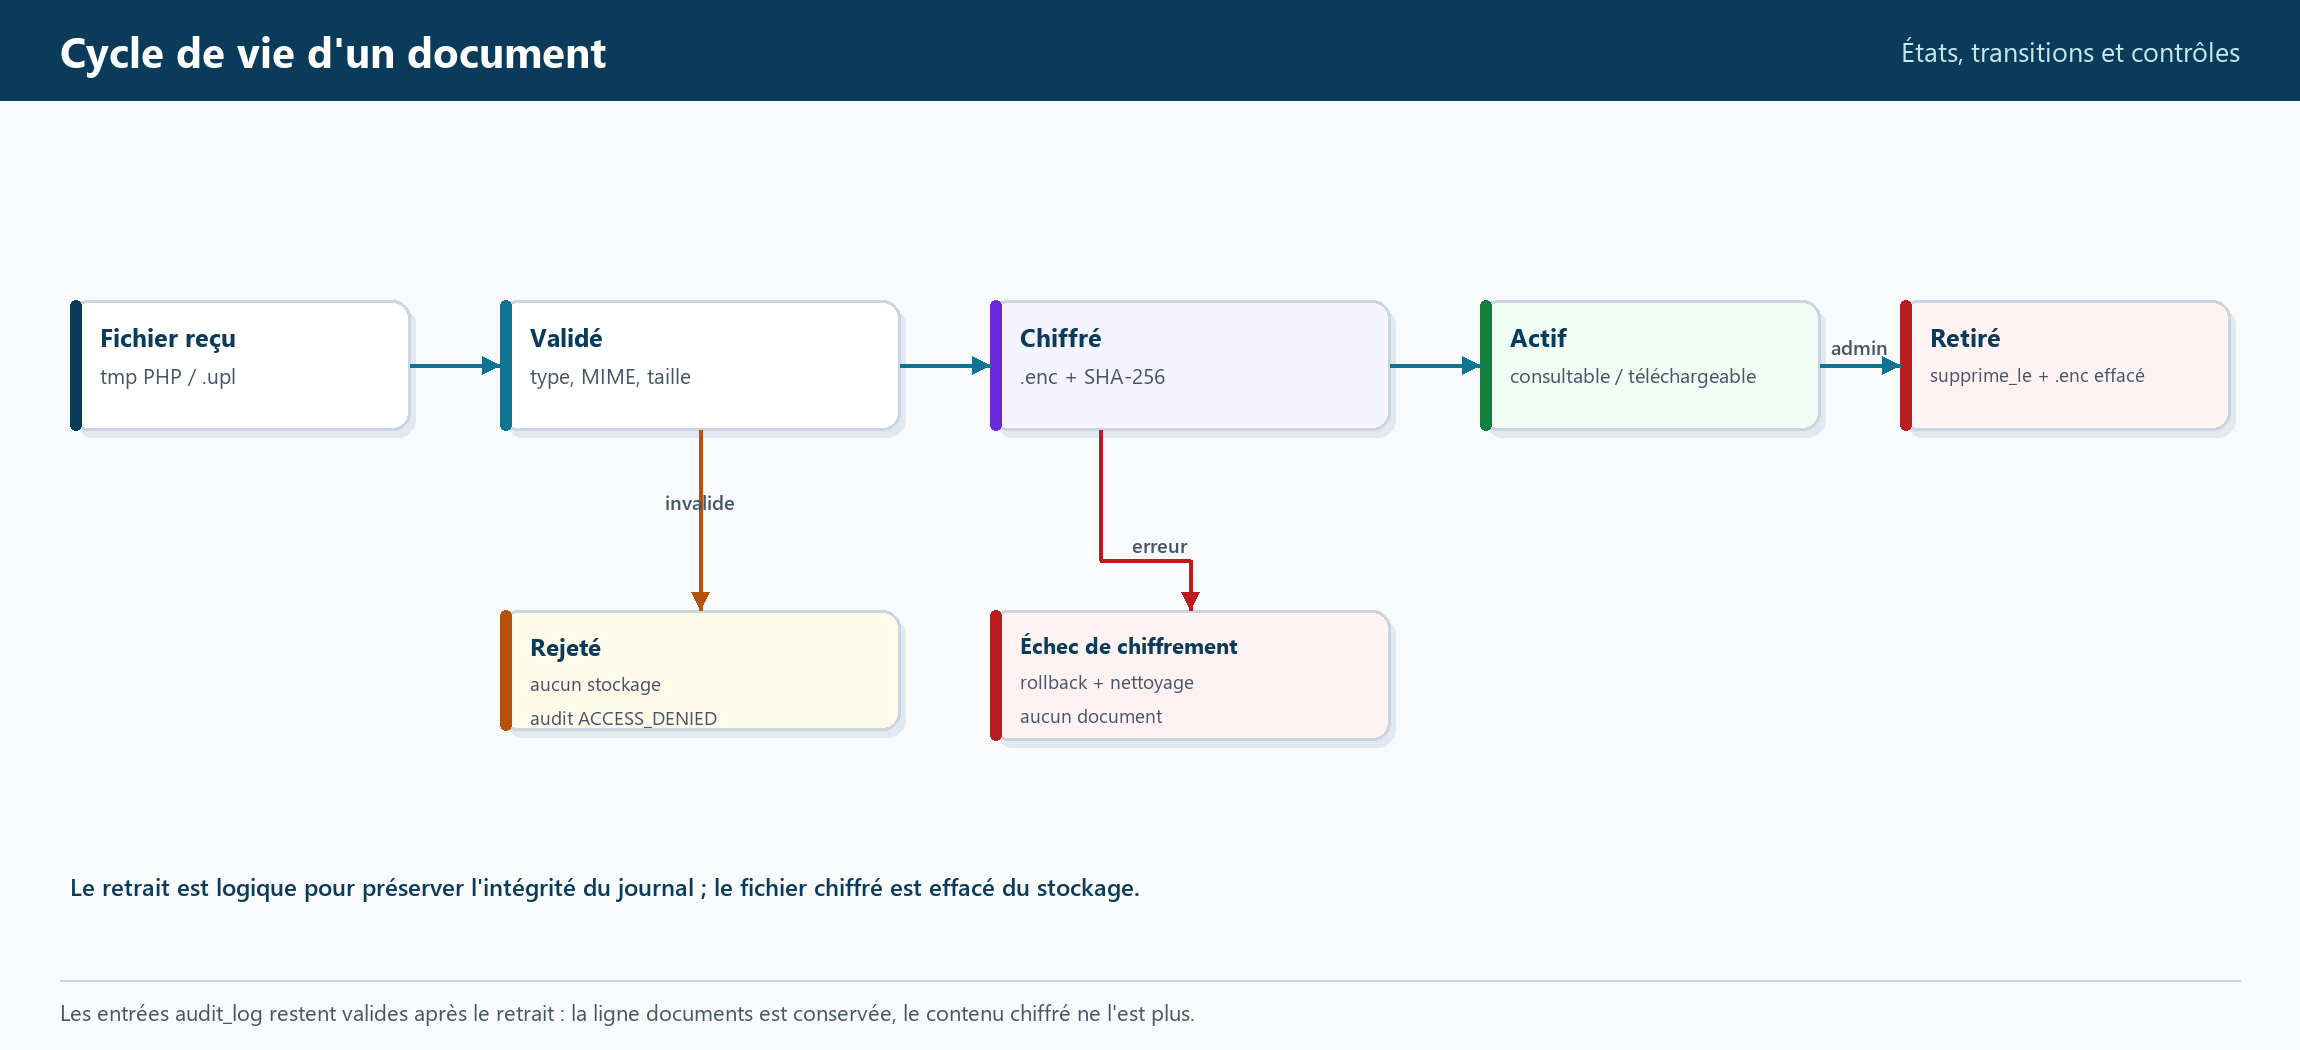 Cycle de vie d'un document
États, transitions et contrôles
Fichier reçu
tmp PHP / .upl
Validé
type, MIME, taille
Chiffré
.enc + SHA-256
Actif
consultable / téléchargeable
admin
Retiré
supprime_le + .enc effacé
invalide
erreur
Rejeté
aucun stockage
audit ACCESS_DENIED
Échec de chiffrement
rollback + nettoyage
aucun document
Le retrait est logique pour préserver l'intégrité du journal ; le fichier chiffré est effacé du stockage.
Les entrées audit_log restent valides après le retrait : la ligne documents est conservée, le contenu chiffré ne l'est plus.